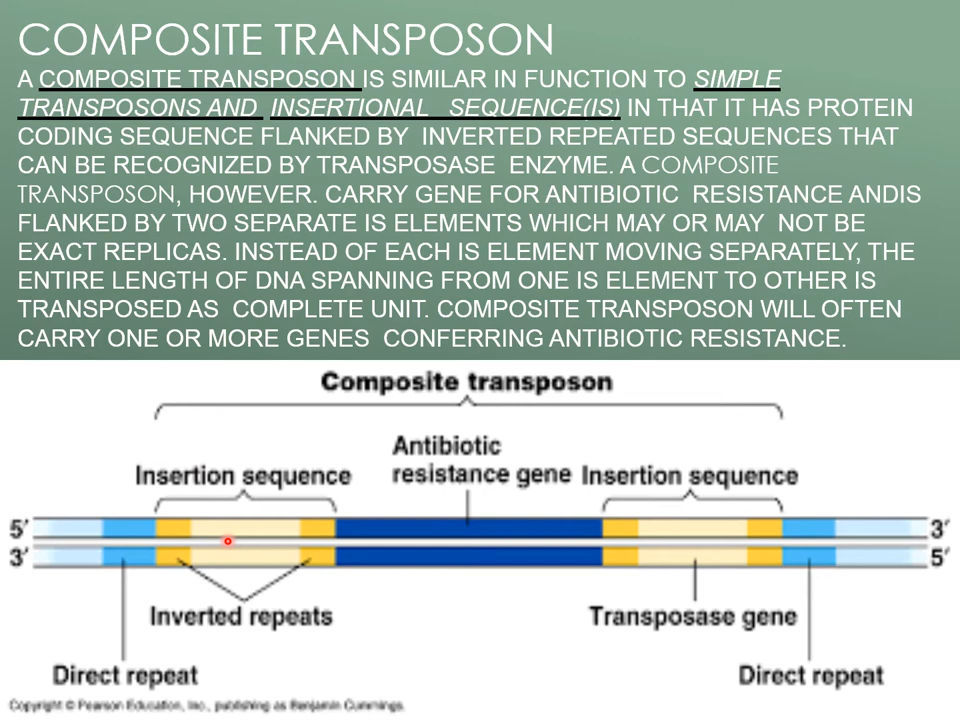 COMPOSITE TRANSPOSON
A COMPOSITE TRANSPOSON IS SIMILAR IN FUNCTION TO SIMPLE
TRANSPOSONS AND INSERTIONAL SEQUENCE(IS) IN THAT IT HAS PROTEIN
CODING SEQUENCE FLANKED BY INVERTED REPEATED SEQUENCES THAT
CAN BE RECOGNIZED BY TRANSPOSASE ENZYME. A COMPOSITE
TRANSPOSON, HOWEVER. CARRY GENE FOR ANTIBIOTIC RESISTANCE ANDIS
FLANKED BY TWO SEPARATE IS ELEMENTS WHICH MAY OR MAY NOT BE
EXACT REPLICAS. INSTEAD OF EACH IS ELEMENT MOVING SEPARATELY, THE
ENTIRE LENGTH OF DNA SPANNING FROM ONE IS ELEMENT TO OTHER IS
TRANSPOSED AS COMPLETE UNIT. COMPOSITE TRANSPOSON WILL OFTEN
CARRY ONE OR MORE GENES CONFERRING ANTIBIOTIC RESISTANCE.
Composite transposon
Antibiotic
resistance gene
Insertion sequence
Insertion sequence
5′
3′
3′
5′
Inverted repeats
Transposase gene
Direct repeat
Direct repeat
Copyright © Pearson Education, Inc., publishing as Benjamin Cummings.